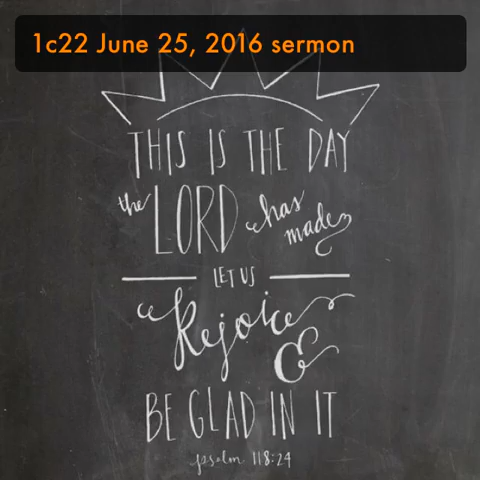 1c22 June 25, 2016 sermon
THIS IS THE DAY
the LORD has made
LET US
Rejoice
&
BE GLAD IN IT
psalm 118:24